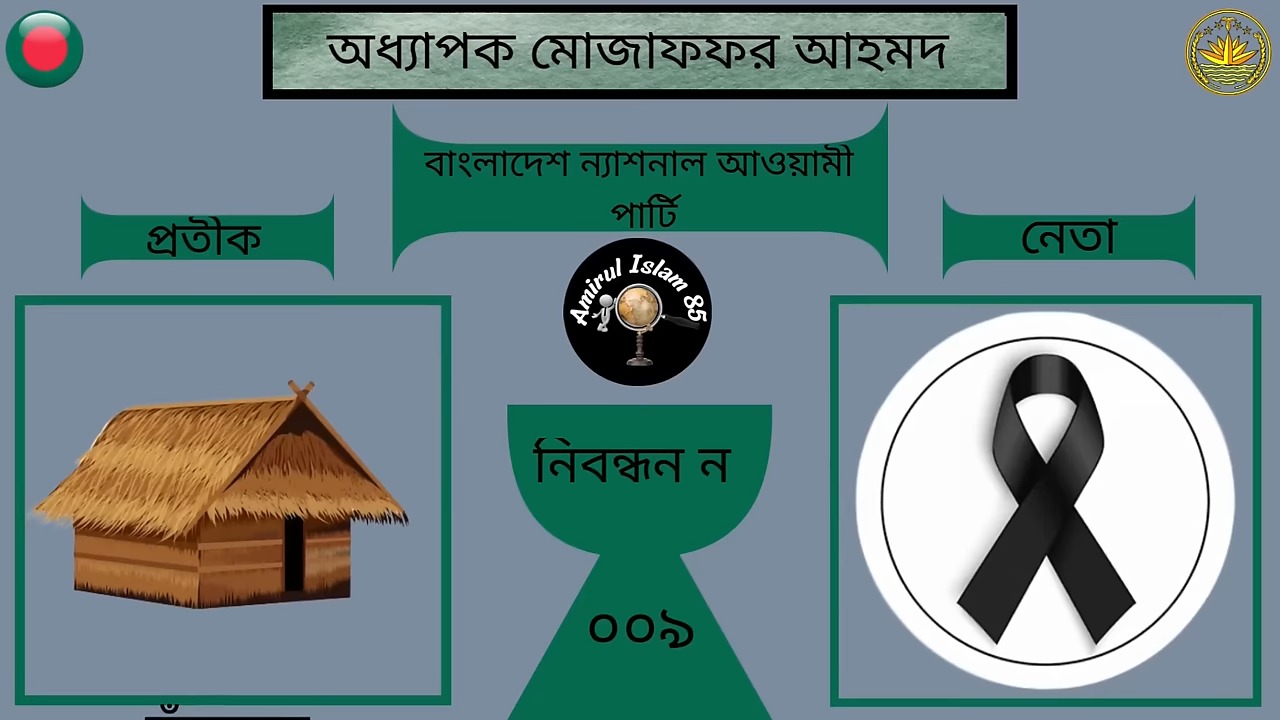 অধ্যাপক মোজাফফর আহমদ
বাংলাদেশ ন্যাশনাল আওয়ামী
পার্টি
প্রতীক
নেতা
Amirul Islam 85
নিবন্ধন ন
০০৯